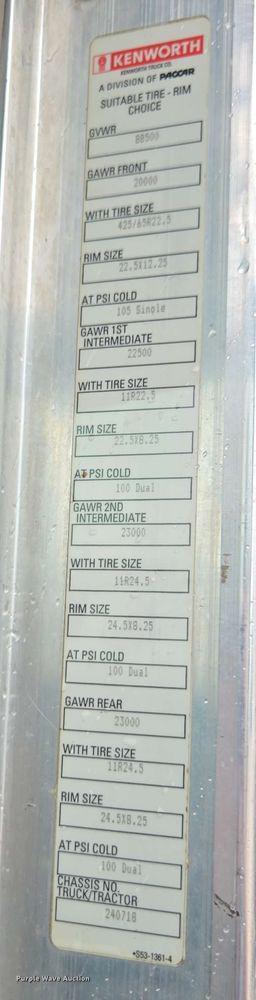 KENWORTH
KENWORTH TRUCK CO.
A DIVISION OF PACCAR
SUITABLE TIRE - RIM
CHOICE
GVWR
88500
GAWR FRONT
20000
WITH TIRE SIZE
425/65R22.5
RIM SIZE
22.5X12.25
AT PSI COLD
105 Single
GAWR 1ST
INTERMEDIATE
22500
WITH TIRE SIZE
11R22.5
RIM SIZE
22.5X8.25
AT PSI COLD
100 Dual
GAWR 2ND
INTERMEDIATE
23000
WITH TIRE SIZE
11R24.5
RIM SIZE
24.5X8.25
AT PSI COLD
100 Dual
GAWR REAR
23000
WITH TIRE SIZE
11R24.5
RIM SIZE
24.5X8.25
AT PSI COLD
100 Dual
CHASSIS NO.
TRUCK/TRACTOR
240718
*S53-1361-4
Purple Wave Auction